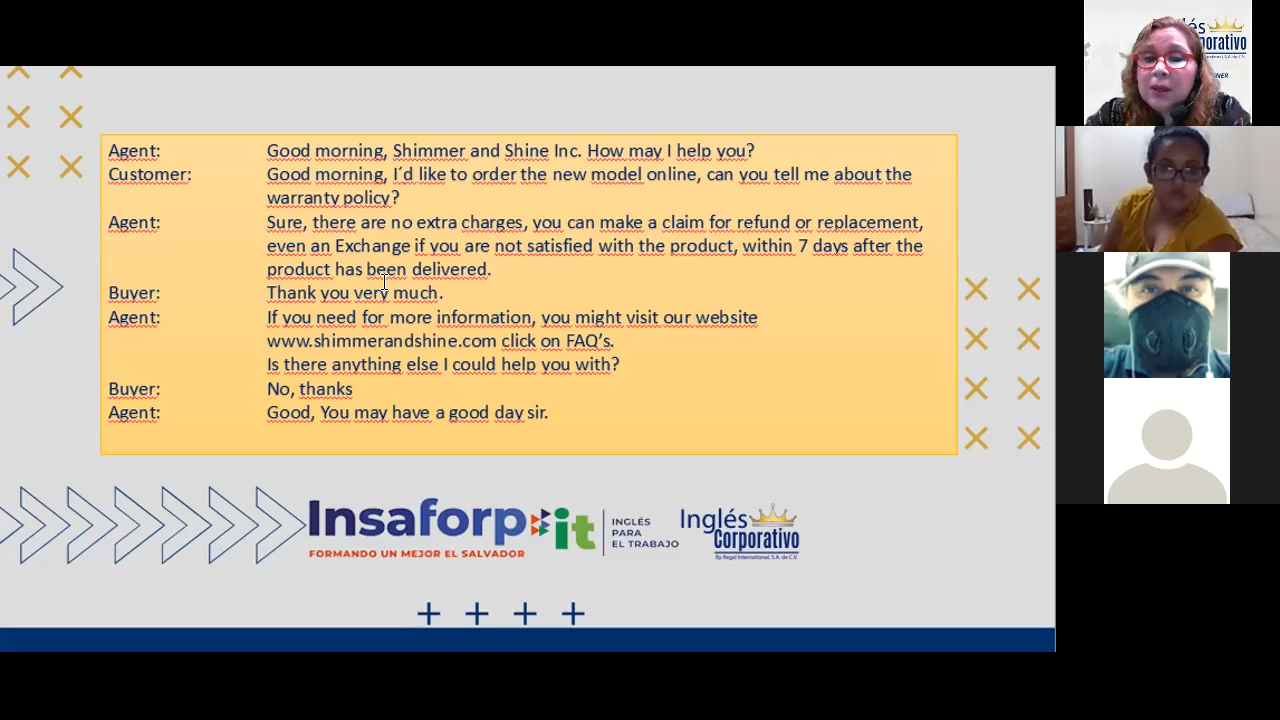 Agent: Good morning, Shimmer and Shine Inc. How may I help you?
Customer: Good morning, I´d like to order the new model online, can you tell me about the
warranty policy?
Agent: Sure, there are no extra charges, you can make a claim for refund or replacement,
even an Exchange if you are not satisfied with the product, within 7 days after the
product has been delivered.
Buyer: Thank you very much.
Agent: If you need for more information, you might visit our website
www.shimmerandshine.com click on FAQ’s.
Is there anything else I could help you with?
Buyer: No, thanks
Agent: Good, You may have a good day sir.
Insaforp it
FORMANDO UN MEJOR EL SALVADOR
INGLÉS
PARA
EL TRABAJO
Inglés
Corporativo
By Regal International, S.A. de C.V.